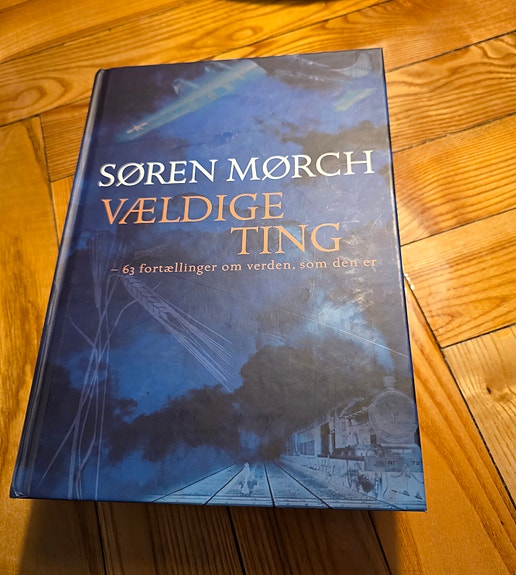 SØREN MØRCH
VÆLDIGE
TING
– 63 fortællinger om verden, som den er